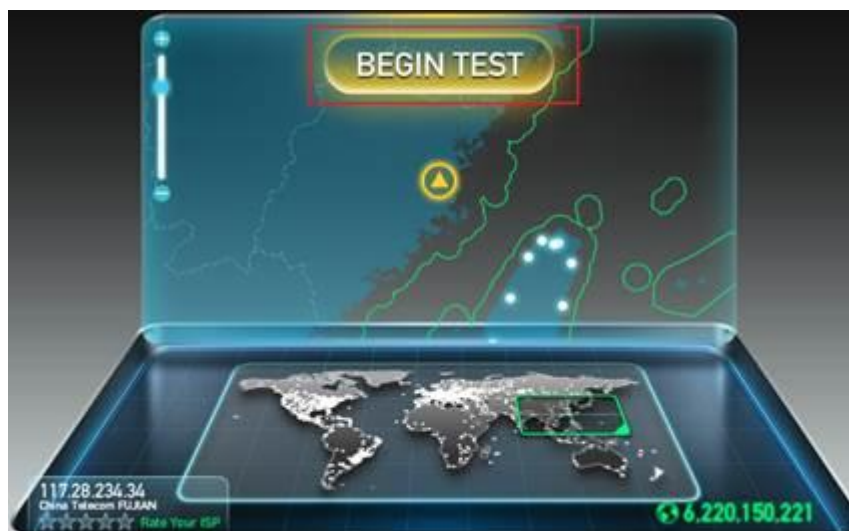 BEGIN TEST
117.28.234.34
China Telecom FUJIAN
Rate Your ISP
6,220,150,221